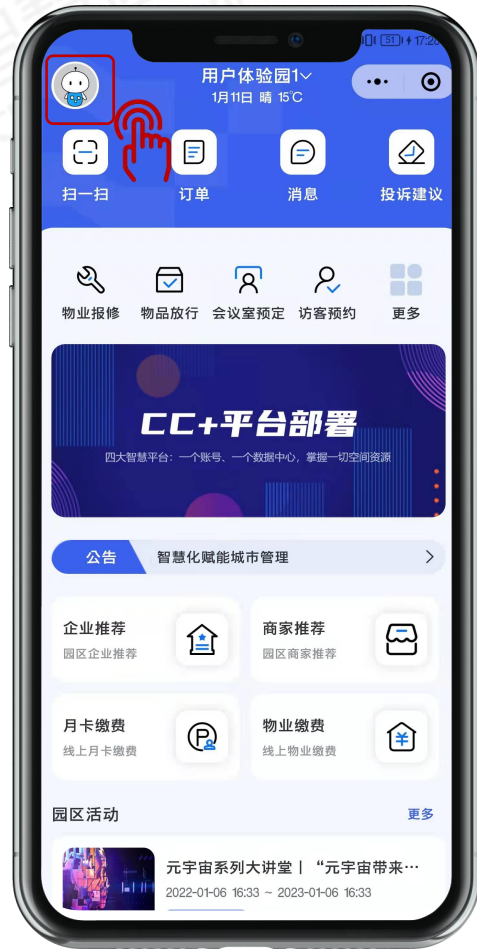 51 17:20
用户体验园1
1月11日 晴 15℃
扫一扫 订单 消息 投诉建议
物业报修 物品放行 会议室预定 访客预约 更多
CC+平台部署
四大智慧平台：一个账号、一个数据中心，掌握一切空间资源
公告 智慧化赋能城市管理
企业推荐 商家推荐
园区企业推荐 园区商家推荐
月卡缴费 物业缴费
线上月卡缴费 线上物业缴费
园区活动 更多
元宇宙系列大讲堂丨 “元宇宙带来…
2022-01-06 16:33 ~ 2023-01-06 16:33